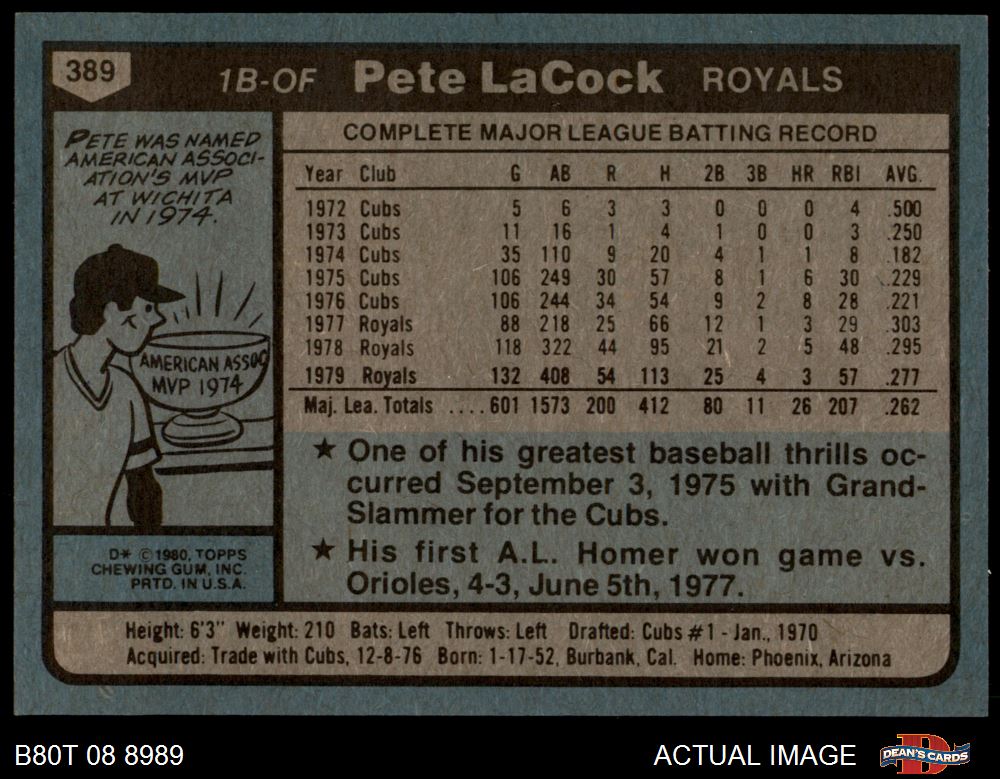 389 1B-OF Pete LaCock ROYALS
PETE WAS NAMED
AMERICAN ASSOCI-
ATION'S MVP
AT WICHITA
IN 1974.
AMERICAN ASSOC
MVP 1974
D* © 1980, TOPPS
CHEWING GUM, INC.
PRTD. IN U.S.A.
COMPLETE MAJOR LEAGUE BATTING RECORD
Year Club G AB R H 2B 3B HR RBI AVG.
1972 Cubs 5 6 3 3 0 0 0 4 .500
1973 Cubs 11 16 1 4 1 0 0 3 .250
1974 Cubs 35 110 9 20 4 1 1 8 .182
1975 Cubs 106 249 30 57 8 1 6 30 .229
1976 Cubs 106 244 34 54 9 2 8 28 .221
1977 Royals 88 218 25 66 12 1 3 29 .303
1978 Royals 118 322 44 95 21 2 5 48 .295
1979 Royals 132 408 54 113 25 4 3 57 .277
Maj. Lea. Totals ....601 1573 200 412 80 11 26 207 .262
★ One of his greatest baseball thrills oc-
curred September 3, 1975 with Grand-
Slammer for the Cubs.
★ His first A.L. Homer won game vs.
Orioles, 4-3, June 5th, 1977.
Height: 6'3" Weight: 210 Bats: Left Throws: Left Drafted: Cubs #1 - Jan., 1970
Acquired: Trade with Cubs, 12-8-76 Born: 1-17-52, Burbank, Cal. Home: Phoenix, Arizona
B80T 08 8989 ACTUAL IMAGE DEAN'S CARDS